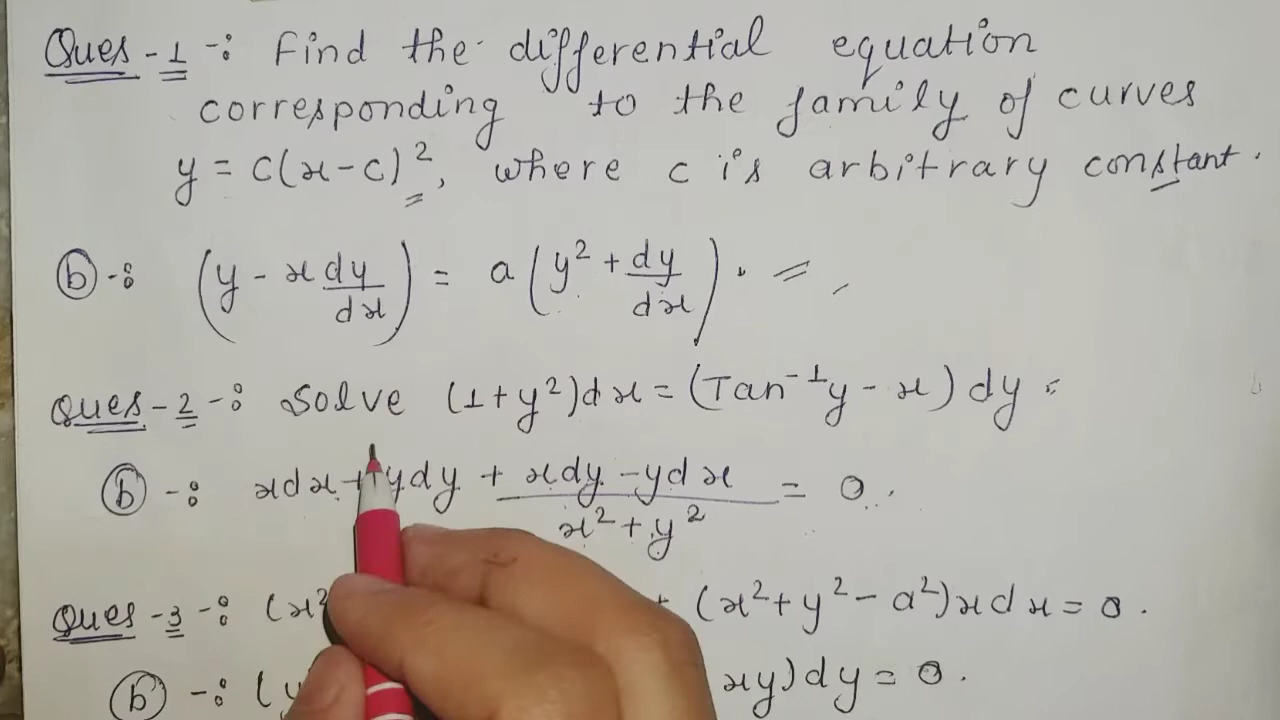 Ques-1-: Find the differential equation
corresponding to the family of curves
y = c(x-c)², where c is arbitrary constant.
(b)-: (y - x dy/dx) = a(y² + dy/dx).
Ques-2-: Solve (1+y²)dx = (Tan⁻¹y - x)dy.
(b)-: xdx + ydy + (xdy - ydx)/(x² + y²) = 0.
Ques-3-: (x² + (x²+y²-a²)xdx = 0.
(b)-: (y xy)dy = 0.